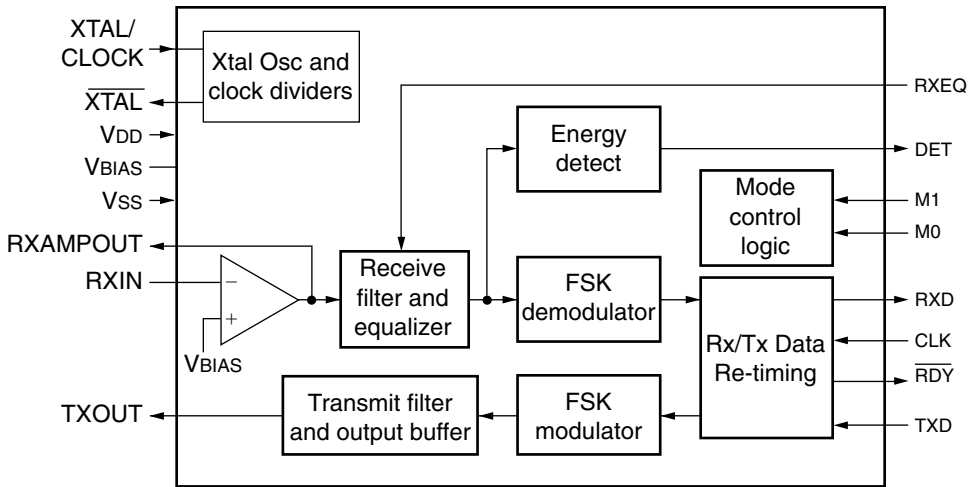 XTAL/
CLOCK
XTAL
VDD
VBIAS
VSS
RXAMPOUT
RXIN
VBIAS
TXOUT
Xtal Osc and
clock dividers
−
+
Receive
filter and
equalizer
Energy
detect
FSK
demodulator
Mode
control
logic
Rx/Tx Data
Re-timing
Transmit filter
and output buffer
FSK
modulator
RXEQ
DET
M1
M0
RXD
CLK
RDY
TXD